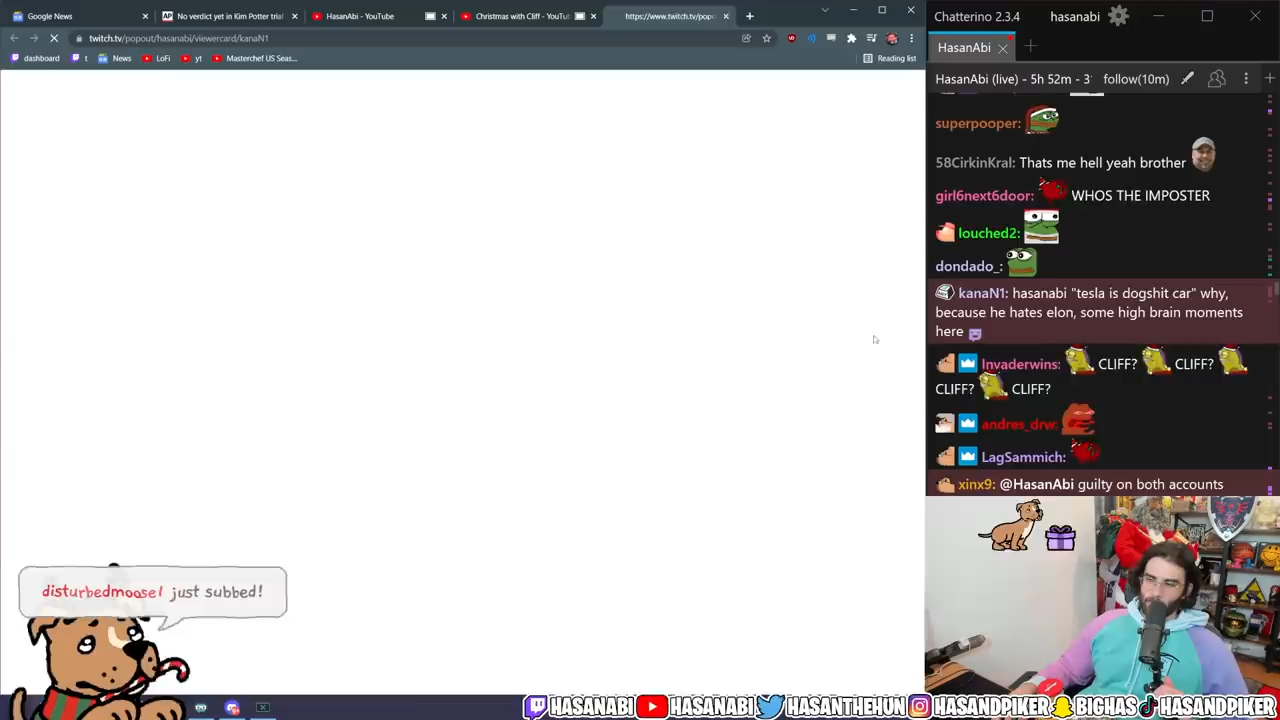 Google News
No verdict yet in Kim Potter trial
HasanAbi - YouTube
Christmas with Cliff - YouTu
https://www.twitch.tv/popo
twitch.tv/popout/hasanabi/viewercard/kanaN1
dashboard
t
News
LoFi
yt
Masterchef US Seas...
Reading list
Chatterino 2.3.4
hasanabi
HasanAbi
HasanAbi (live) - 5h 52m - 3
follow(10m)
superpooper:
58CirkinKral: Thats me hell yeah brother
girl6next6door: WHOS THE IMPOSTER
louched2:
dondado_:
kanaN1: hasanabi "tesla is dogshit car" why,
because he hates elon, some high brain moments
here
Invaderwins: CLIFF? CLIFF?
CLIFF? CLIFF?
andres_drw:
LagSammich:
xinx9: @HasanAbi guilty on both accounts
disturbedmoose1 just subbed!
HASANABI HASANABI HASANTHEHUN HASANDPIKER BIGHAS HASANDPIKER